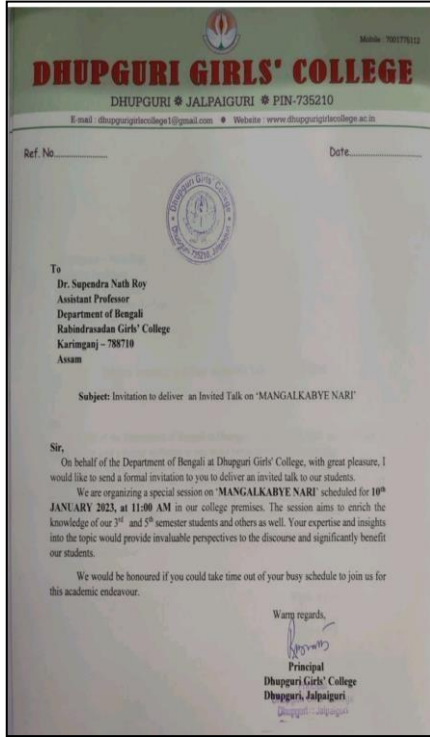 Mobile : 7001775112
DHUPGURI GIRLS' COLLEGE
DHUPGURI JALPAIGURI PIN-735210
E-mail : dhupgurigirlscollege1@gmail.com Website : www.dhupgurigirlscollege.ac.in
Ref. No............... Date...............
Dhupguri Girls' College
Dhupguri-735210, Jalpaiguri
To
Dr. Supendra Nath Roy
Assistant Professor
Department of Bengali
Rabindrasadan Girls' College
Karimganj – 788710
Assam
Subject: Invitation to deliver an Invited Talk on 'MANGALKABYE NARI'
Sir,
On behalf of the Department of Bengali at Dhupguri Girls' College, with great pleasure, I
would like to send a formal invitation to you to deliver an invited talk to our students.
We are organizing a special session on 'MANGALKABYE NARI' scheduled for 10th
JANUARY 2023, at 11:00 AM in our college premises. The session aims to enrich the
knowledge of our 3rd and 5th semester students and others as well. Your expertise and insights
into the topic would provide invaluable perspectives to the discourse and significantly benefit
our students.
We would be honoured if you could take time out of your busy schedule to join us for
this academic endeavour.
Warm regards,
Principal
Dhupguri Girls' College
Dhupguri, Jalpaiguri
Dhupguri : Jalpaiguri